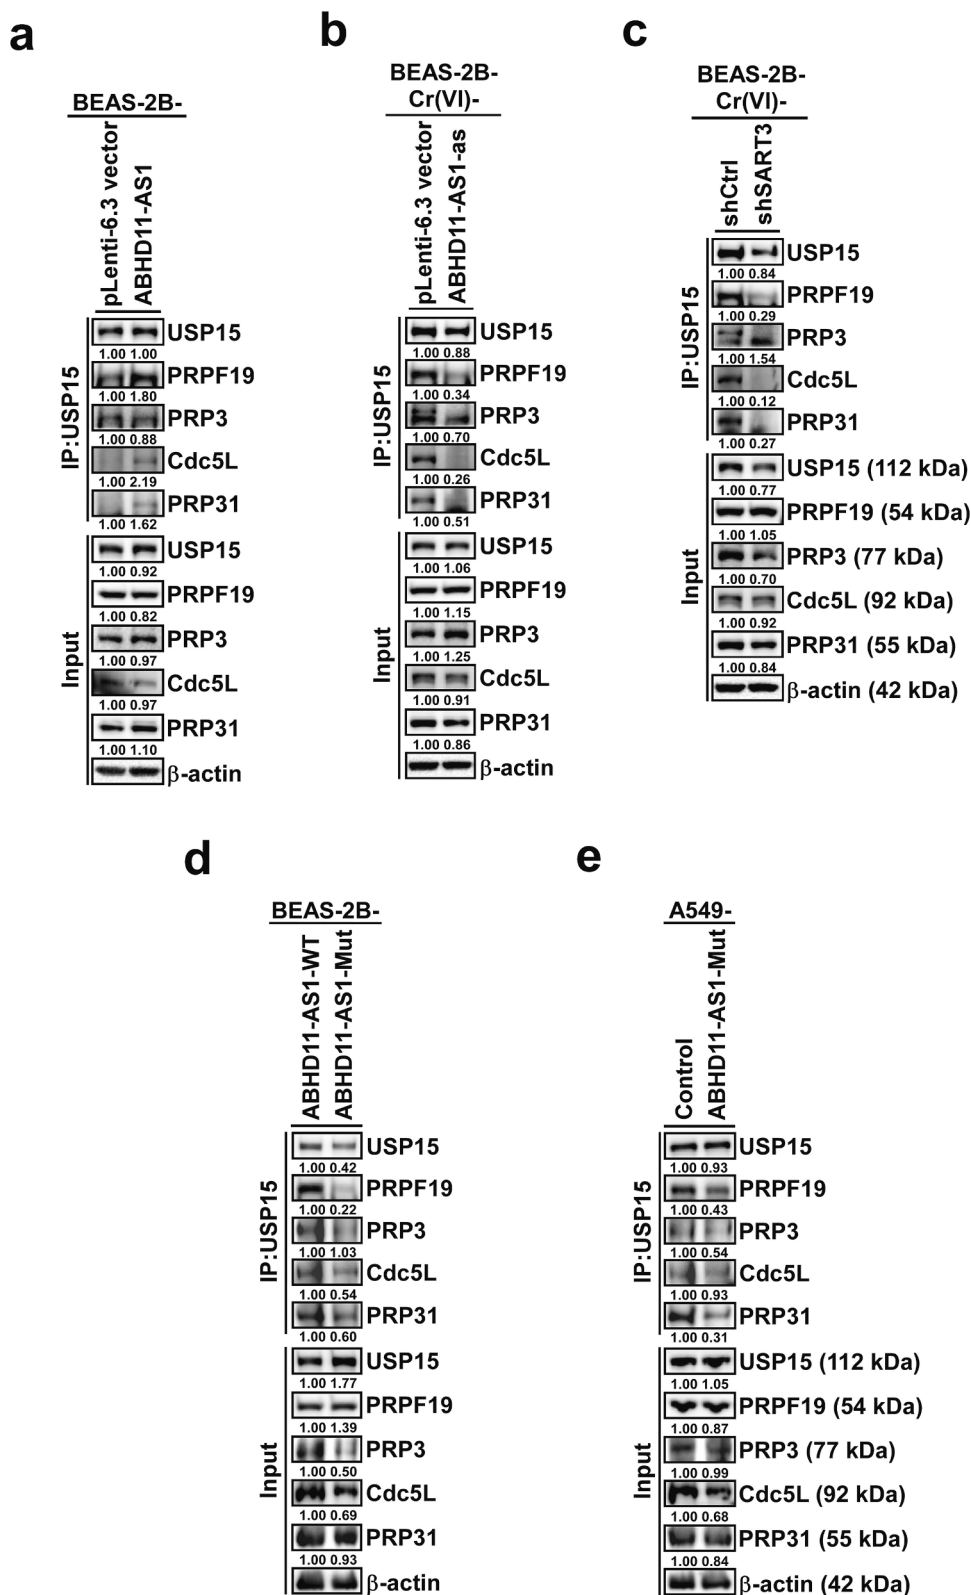 a
BEAS-2B-
pLenti-6.3 vector
ABHD11-AS1
IP:USP15
USP15
1.00 1.00
PRPF19
1.00 1.80
PRP3
1.00 0.88
Cdc5L
1.00 2.19
PRP31
1.00 1.62
Input
USP15
1.00 0.92
PRPF19
1.00 0.82
PRP3
1.00 0.97
Cdc5L
1.00 0.97
PRP31
1.00 1.10
β-actin
b
BEAS-2B-
Cr(VI)-
pLenti-6.3 vector
ABHD11-AS1-as
IP:USP15
USP15
1.00 0.88
PRPF19
1.00 0.34
PRP3
1.00 0.70
Cdc5L
1.00 0.26
PRP31
1.00 0.51
Input
USP15
1.00 1.06
PRPF19
1.00 1.15
PRP3
1.00 1.25
Cdc5L
1.00 0.91
PRP31
1.00 0.86
β-actin
c
BEAS-2B-
Cr(VI)-
shCtrl
shSART3
IP:USP15
USP15
1.00 0.84
PRPF19
1.00 0.29
PRP3
1.00 1.54
Cdc5L
1.00 0.12
PRP31
1.00 0.27
Input
USP15 (112 kDa)
1.00 0.77
PRPF19 (54 kDa)
1.00 1.05
PRP3 (77 kDa)
1.00 0.70
Cdc5L (92 kDa)
1.00 0.92
PRP31 (55 kDa)
1.00 0.84
β-actin (42 kDa)
d
BEAS-2B-
ABHD11-AS1-WT
ABHD11-AS1-Mut
IP:USP15
USP15
1.00 0.42
PRPF19
1.00 0.22
PRP3
1.00 1.03
Cdc5L
1.00 0.54
PRP31
1.00 0.60
Input
USP15
1.00 1.77
PRPF19
1.00 1.39
PRP3
1.00 0.50
Cdc5L
1.00 0.69
PRP31
1.00 0.93
β-actin
e
A549-
Control
ABHD11-AS1-Mut
IP:USP15
USP15
1.00 0.93
PRPF19
1.00 0.43
PRP3
1.00 0.54
Cdc5L
1.00 0.93
PRP31
1.00 0.31
Input
USP15 (112 kDa)
1.00 1.05
PRPF19 (54 kDa)
1.00 0.87
PRP3 (77 kDa)
1.00 0.99
Cdc5L (92 kDa)
1.00 0.68
PRP31 (55 kDa)
1.00 0.84
β-actin (42 kDa)